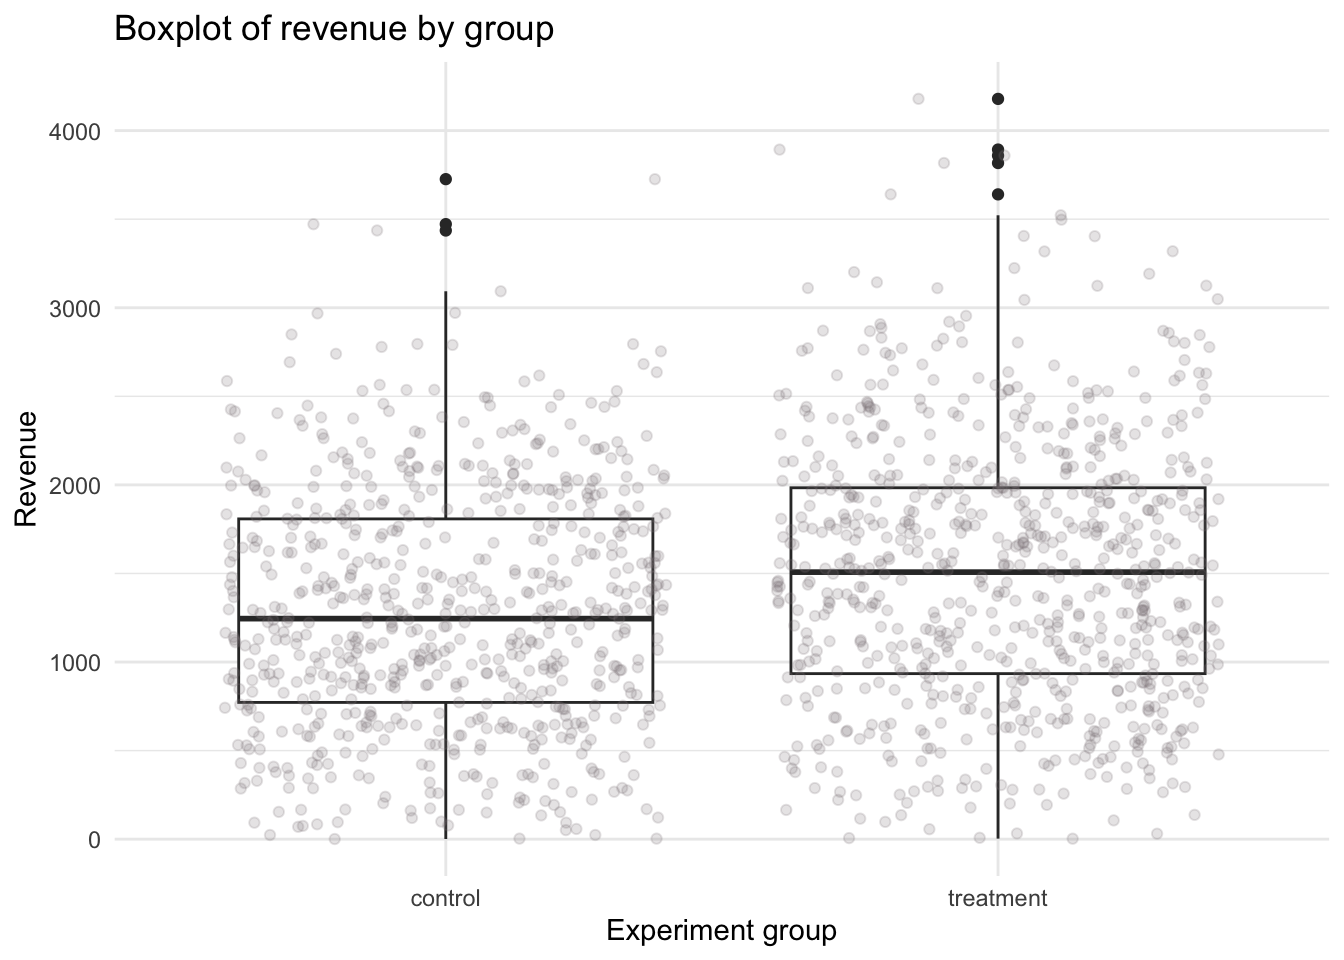 Boxplot of revenue by group
4000
3000
2000
1000
0
Revenue
control treatment
Experiment group